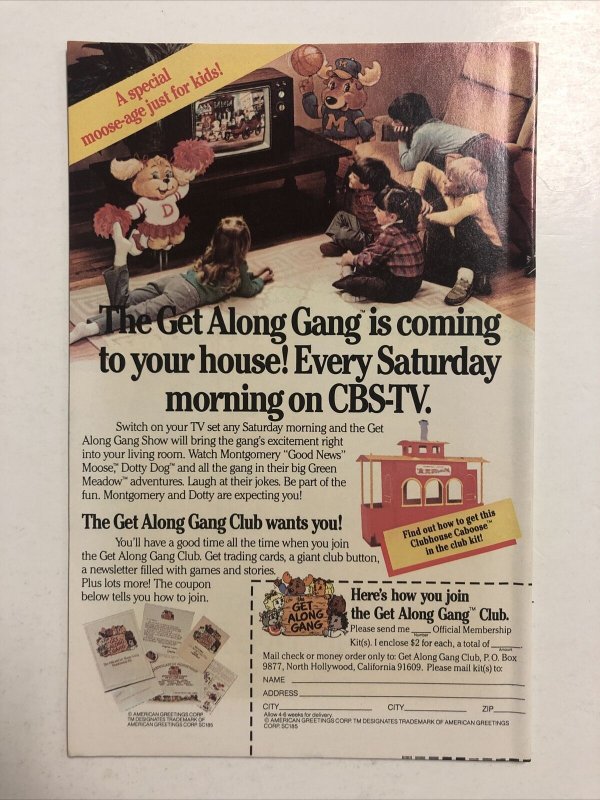 A special
moose-age just for kids!
M
D
The Get Along Gang™ is coming
to your house! Every Saturday
morning on CBS-TV.
Switch on your TV set any Saturday morning and the Get
Along Gang Show will bring the gang's excitement right
into your living room. Watch Montgomery "Good News"
Moose,™ Dotty Dog™ and all the gang in their big Green
Meadow™ adventures. Laugh at their jokes. Be part of the
fun. Montgomery and Dotty are expecting you!
The Get Along Gang Club wants you!
You'll have a good time all the time when you join
the Get Along Gang Club. Get trading cards, a giant club button,
a newsletter filled with games and stories.
Plus lots more! The coupon
below tells you how to join.
Find out how to get this
Clubhouse Caboose™
in the club kit!
THE
GET
ALONG
GANG
Here's how you join
the Get Along Gang™ Club.
Please send me ___ Official Membership
Number
Kit(s). I enclose $2 for each, a total of ___
Amount
Mail check or money order only to: Get Along Gang Club, P.O. Box
9877, North Hollywood, California 91609. Please mail kit(s) to:
NAME
ADDRESS
CITY CITY ZIP
Allow 4-6 weeks for delivery
© AMERICAN GREETINGS CORP. TM DESIGNATES TRADEMARK OF AMERICAN GREETINGS
CORP. SC185
© AMERICAN GREETINGS CORP.
TM DESIGNATES TRADEMARK OF
AMERICAN GREETINGS CORP. SC185